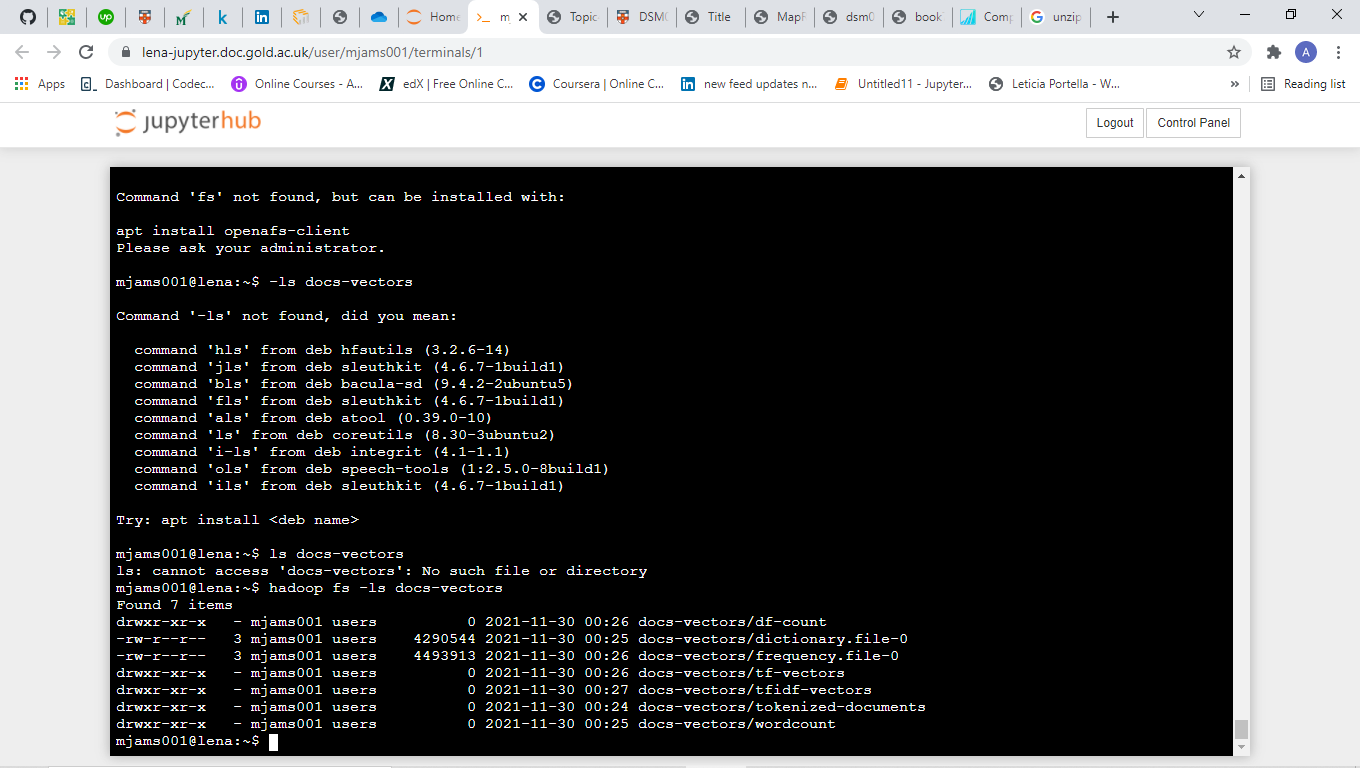 Home
m
Topic
DSM0
Title
MapR
dsm0
book
Comp
unzip
lena-jupyter.doc.gold.ac.uk/user/mjams001/terminals/1
A
Apps
Dashboard | Codec...
Online Courses - A...
edX | Free Online C...
Coursera | Online C...
new feed updates n...
Untitled11 - Jupyter...
Leticia Portella - W...
»
Reading list
jupyterhub
Logout
Control Panel
Command 'fs' not found, but can be installed with:
apt install openafs-client
Please ask your administrator.
mjams001@lena:~$ -ls docs-vectors
Command '-ls' not found, did you mean:
command 'hls' from deb hfsutils (3.2.6-14)
command 'jls' from deb sleuthkit (4.6.7-1build1)
command 'bls' from deb bacula-sd (9.4.2-2ubuntu5)
command 'fls' from deb sleuthkit (4.6.7-1build1)
command 'als' from deb atool (0.39.0-10)
command 'ls' from deb coreutils (8.30-3ubuntu2)
command 'i-ls' from deb integrit (4.1-1.1)
command 'ols' from deb speech-tools (1:2.5.0-8build1)
command 'ils' from deb sleuthkit (4.6.7-1build1)
Try: apt install <deb name>
mjams001@lena:~$ ls docs-vectors
ls: cannot access 'docs-vectors': No such file or directory
mjams001@lena:~$ hadoop fs -ls docs-vectors
Found 7 items
drwxr-xr-x   - mjams001 users          0 2021-11-30 00:26 docs-vectors/df-count
-rw-r--r--   3 mjams001 users    4290544 2021-11-30 00:25 docs-vectors/dictionary.file-0
-rw-r--r--   3 mjams001 users    4493913 2021-11-30 00:26 docs-vectors/frequency.file-0
drwxr-xr-x   - mjams001 users          0 2021-11-30 00:26 docs-vectors/tf-vectors
drwxr-xr-x   - mjams001 users          0 2021-11-30 00:27 docs-vectors/tfidf-vectors
drwxr-xr-x   - mjams001 users          0 2021-11-30 00:24 docs-vectors/tokenized-documents
drwxr-xr-x   - mjams001 users          0 2021-11-30 00:25 docs-vectors/wordcount
mjams001@lena:~$